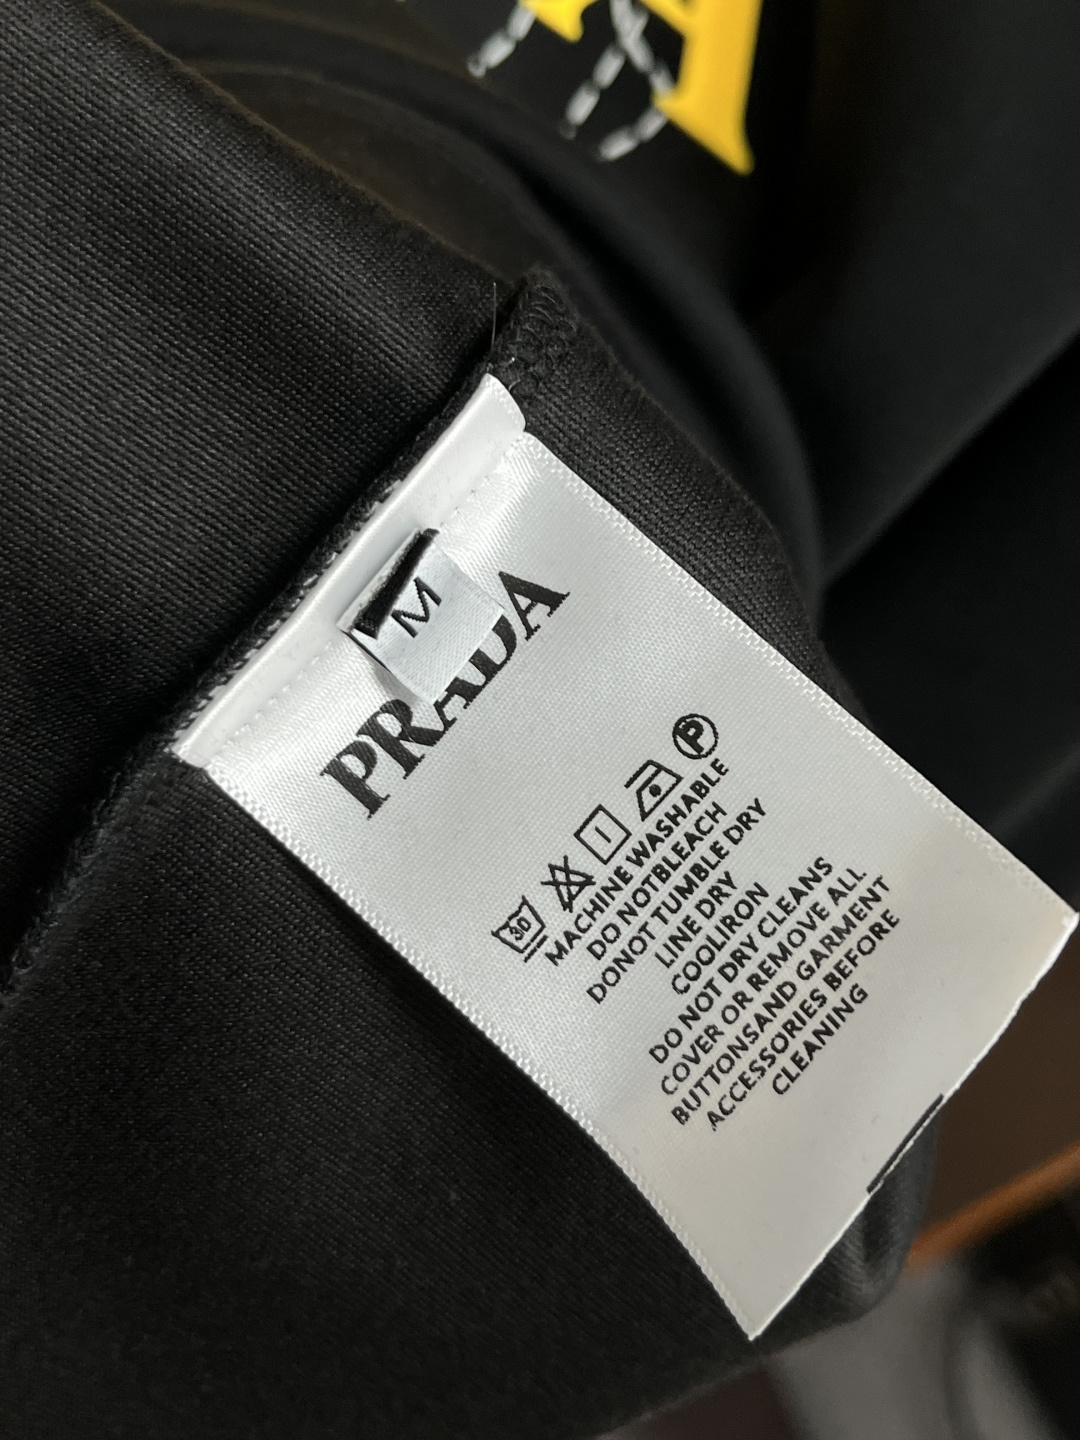 A
M
PRADA
30
P
MACHINE WASHABLE
DO NOTBLEACH
DONOT TUMBLE DRY
LINE DRY
COOLIRON
DO NOT DRY CLEANS
COVER OR REMOVE ALL
BUTTONSAND GARMENT
ACCESSORIES BEFORE
CLEANING